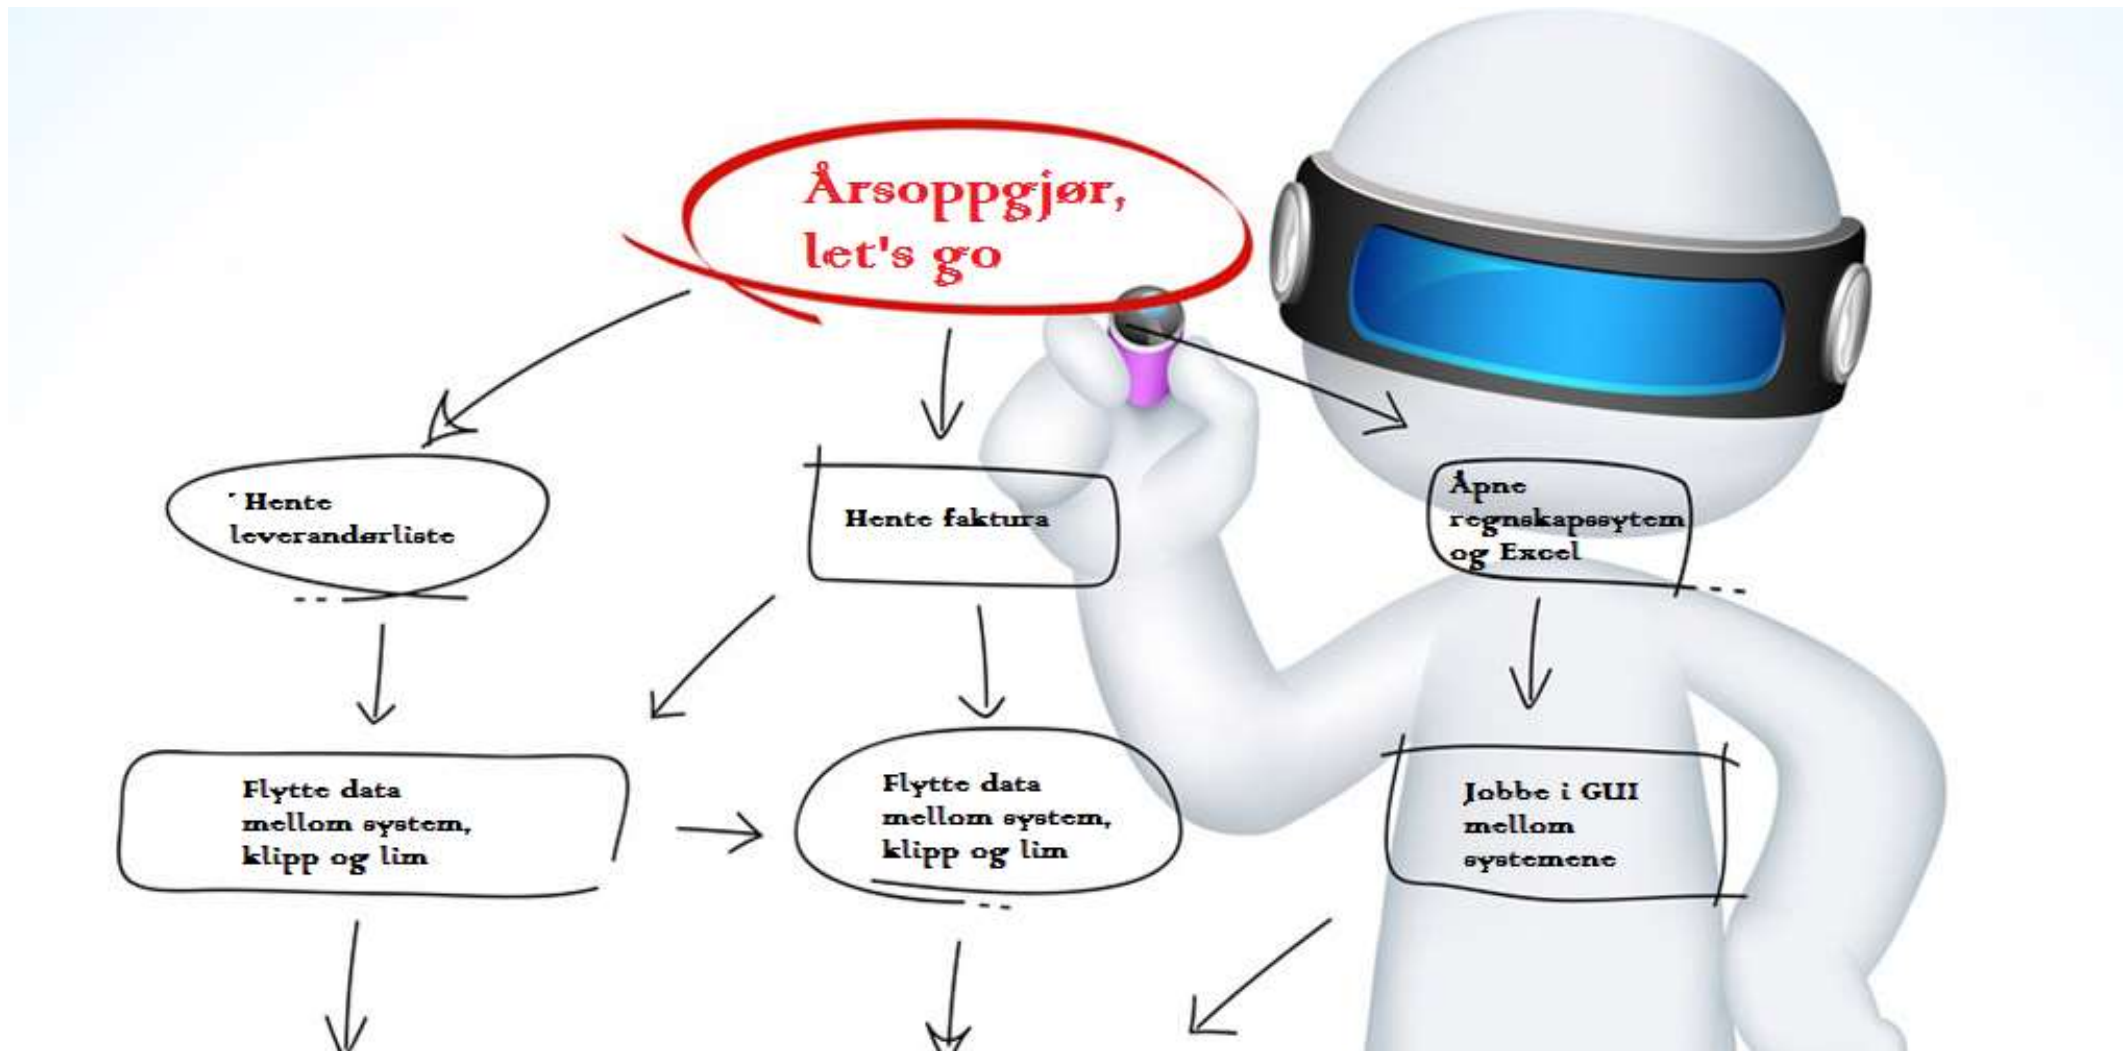 Årsoppgjør,
let's go
´ Hente
leverandørliste
Hente faktura
Åpne
regnskapssytem
og Excel
Flytte data
mellom system,
klipp og lim
Flytte data
mellom system,
klipp og lim
Jobbe i GUI
mellom
systemene